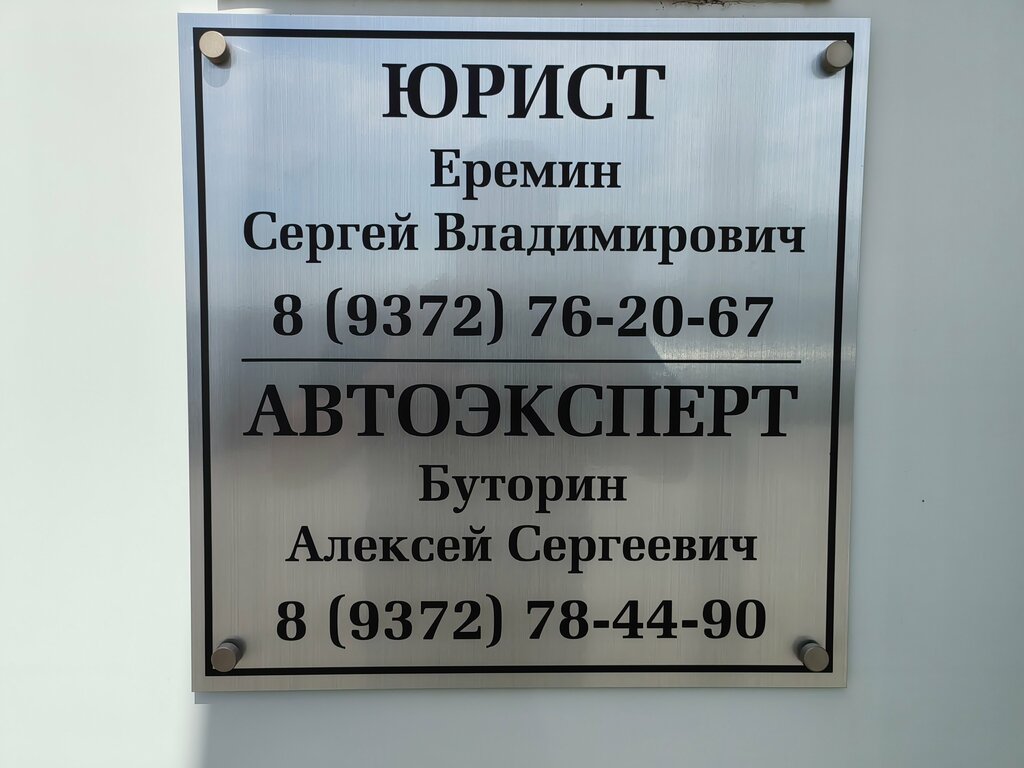 ЮРИСТ
Еремин
Сергей Владимирович
8 (9372) 76-20-67
АВТОЭКСПЕРТ
Буторин
Алексей Сергеевич
8 (9372) 78-44-90